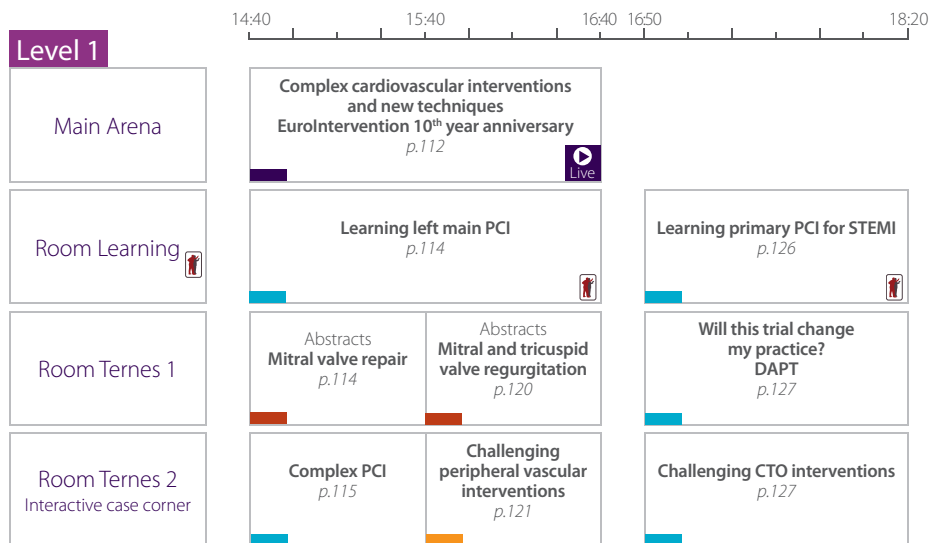 14:40 15:40 16:40 16:50 18:20
Level 1
Main Arena
Complex cardiovascular interventions
and new techniques
EuroIntervention 10th year anniversary
p.112
Live
Room Learning
Learning left main PCI
p.114
Learning primary PCI for STEMI
p.126
Room Ternes 1
Abstracts
Mitral valve repair
p.114
Abstracts
Mitral and tricuspid
valve regurgitation
p.120
Will this trial change
my practice?
DAPT
p.127
Room Ternes 2
Interactive case corner
Complex PCI
p.115
Challenging
peripheral vascular
interventions
p.121
Challenging CTO interventions
p.127